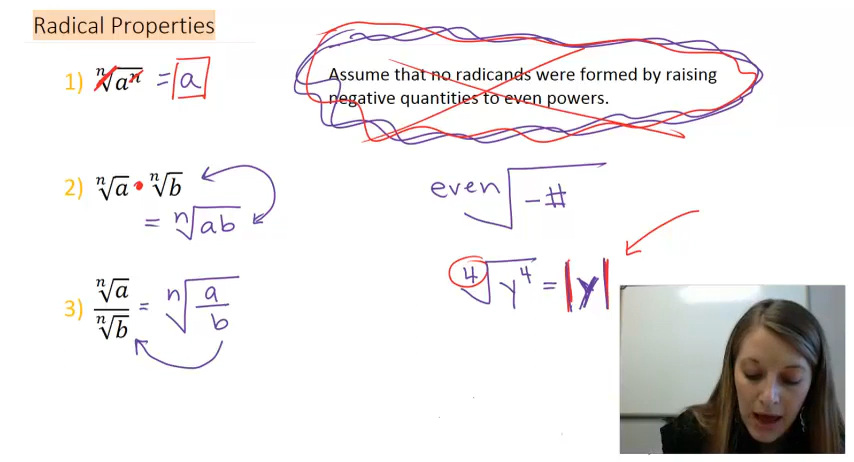 Radical Properties
1) ⁿ√aⁿ = a
Assume that no radicands were formed by raising
negative quantities to even powers.
2) ⁿ√a • ⁿ√b
= ⁿ√ab
even√-#
⁴√y⁴ = |y|
3) ⁿ√a / ⁿ√b = ⁿ√(a/b)